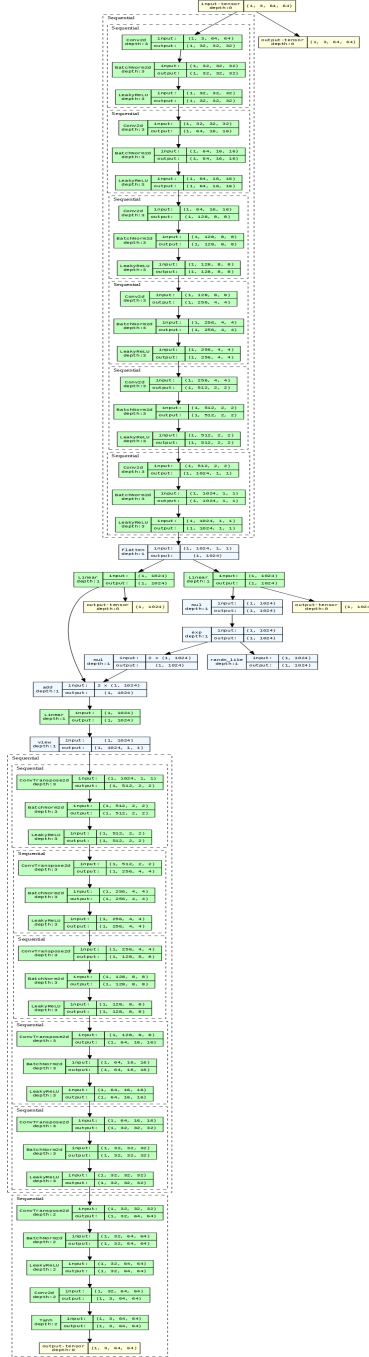 input-tensor depth:0 (1, 3, 64, 64)
output-tensor depth:0 (1, 3, 64, 64)
Sequential
Sequential
Conv2d depth:3 input: (1, 3, 64, 64) output: (1, 32, 32, 32)
BatchNorm2d depth:3 input: (1, 32, 32, 32) output: (1, 32, 32, 32)
LeakyReLU depth:3 input: (1, 32, 32, 32) output: (1, 32, 32, 32)
Sequential
Conv2d depth:3 input: (1, 32, 32, 32) output: (1, 64, 16, 16)
BatchNorm2d depth:3 input: (1, 64, 16, 16) output: (1, 64, 16, 16)
LeakyReLU depth:3 input: (1, 64, 16, 16) output: (1, 64, 16, 16)
Sequential
Conv2d depth:3 input: (1, 64, 16, 16) output: (1, 128, 8, 8)
BatchNorm2d depth:3 input: (1, 128, 8, 8) output: (1, 128, 8, 8)
LeakyReLU depth:3 input: (1, 128, 8, 8) output: (1, 128, 8, 8)
Sequential
Conv2d depth:3 input: (1, 128, 8, 8) output: (1, 256, 4, 4)
BatchNorm2d depth:3 input: (1, 256, 4, 4) output: (1, 256, 4, 4)
LeakyReLU depth:3 input: (1, 256, 4, 4) output: (1, 256, 4, 4)
Sequential
Conv2d depth:3 input: (1, 256, 4, 4) output: (1, 512, 2, 2)
BatchNorm2d depth:3 input: (1, 512, 2, 2) output: (1, 512, 2, 2)
LeakyReLU depth:3 input: (1, 512, 2, 2) output: (1, 512, 2, 2)
Sequential
Conv2d depth:3 input: (1, 512, 2, 2) output: (1, 1024, 1, 1)
BatchNorm2d depth:3 input: (1, 1024, 1, 1) output: (1, 1024, 1, 1)
LeakyReLU depth:3 input: (1, 1024, 1, 1) output: (1, 1024, 1, 1)
flatten depth:1 input: (1, 1024, 1, 1) output: (1, 1024)
Linear depth:1 input: (1, 1024) output: (1, 1024)
Linear depth:1 input: (1, 1024) output: (1, 1024)
output-tensor depth:0 (1, 1024)
mul depth:1 input: (1, 1024) output: (1, 1024)
output-tensor depth:0 (1, 1024)
exp depth:1 input: (1, 1024) output: (1, 1024)
mul depth:1 input: 2 x (1, 1024) output: (1, 1024)
randn_like depth:1 input: (1, 1024) output: (1, 1024)
add depth:1 input: 2 x (1, 1024) output: (1, 1024)
Linear depth:1 input: (1, 1024) output: (1, 1024)
view depth:1 input: (1, 1024) output: (1, 1024, 1, 1)
Sequential
Sequential
ConvTranspose2d depth:3 input: (1, 1024, 1, 1) output: (1, 512, 2, 2)
BatchNorm2d depth:3 input: (1, 512, 2, 2) output: (1, 512, 2, 2)
LeakyReLU depth:3 input: (1, 512, 2, 2) output: (1, 512, 2, 2)
Sequential
ConvTranspose2d depth:3 input: (1, 512, 2, 2) output: (1, 256, 4, 4)
BatchNorm2d depth:3 input: (1, 256, 4, 4) output: (1, 256, 4, 4)
LeakyReLU depth:3 input: (1, 256, 4, 4) output: (1, 256, 4, 4)
Sequential
ConvTranspose2d depth:3 input: (1, 256, 4, 4) output: (1, 128, 8, 8)
BatchNorm2d depth:3 input: (1, 128, 8, 8) output: (1, 128, 8, 8)
LeakyReLU depth:3 input: (1, 128, 8, 8) output: (1, 128, 8, 8)
Sequential
ConvTranspose2d depth:3 input: (1, 128, 8, 8) output: (1, 64, 16, 16)
BatchNorm2d depth:3 input: (1, 64, 16, 16) output: (1, 64, 16, 16)
LeakyReLU depth:3 input: (1, 64, 16, 16) output: (1, 64, 16, 16)
Sequential
ConvTranspose2d depth:3 input: (1, 64, 16, 16) output: (1, 32, 32, 32)
BatchNorm2d depth:3 input: (1, 32, 32, 32) output: (1, 32, 32, 32)
LeakyReLU depth:3 input: (1, 32, 32, 32) output: (1, 32, 32, 32)
Sequential
ConvTranspose2d depth:2 input: (1, 32, 32, 32) output: (1, 32, 64, 64)
BatchNorm2d depth:2 input: (1, 32, 64, 64) output: (1, 32, 64, 64)
LeakyReLU depth:2 input: (1, 32, 64, 64) output: (1, 32, 64, 64)
Conv2d depth:2 input: (1, 32, 64, 64) output: (1, 3, 64, 64)
Tanh depth:2 input: (1, 3, 64, 64) output: (1, 3, 64, 64)
output-tensor depth:0 (1, 3, 64, 64)